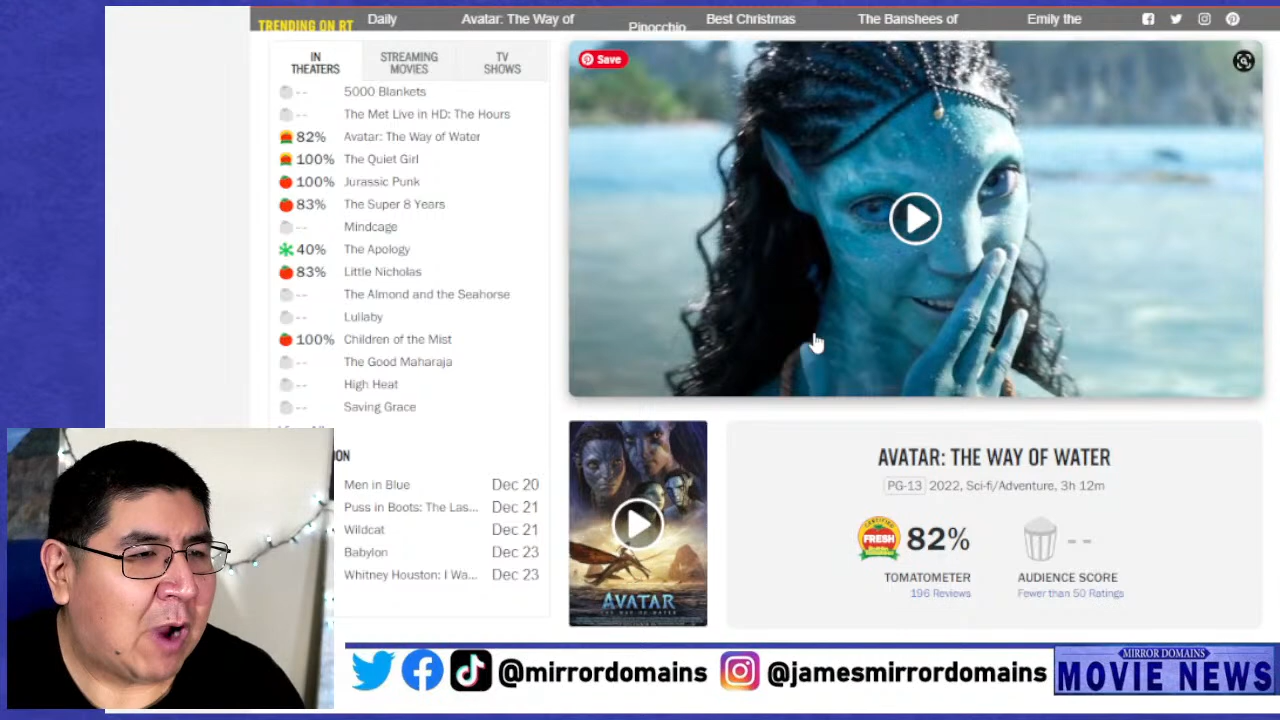 TRENDING ON RT
Daily
Avatar: The Way of
Pinocchio
Best Christmas
The Banshees of
Emily the
IN THEATERS
STREAMING MOVIES
TV SHOWS
-- 5000 Blankets
-- The Met Live in HD: The Hours
82% Avatar: The Way of Water
100% The Quiet Girl
100% Jurassic Punk
83% The Super 8 Years
-- Mindcage
40% The Apology
83% Little Nicholas
-- The Almond and the Seahorse
-- Lullaby
100% Children of the Mist
-- The Good Maharaja
-- High Heat
-- Saving Grace
ON
Men in Blue Dec 20
Puss in Boots: The Las... Dec 21
Wildcat Dec 21
Babylon Dec 23
Whitney Houston: I Wa... Dec 23
Save
AVATAR
THE WAY OF WATER
AVATAR: THE WAY OF WATER
PG-13 2022, Sci-fi/Adventure, 3h 12m
CERTIFIED FRESH
82%
--
TOMATOMETER
196 Reviews
AUDIENCE SCORE
Fewer than 50 Ratings
@mirrordomains
@jamesmirrordomains
MIRROR DOMAINS
MOVIE NEWS